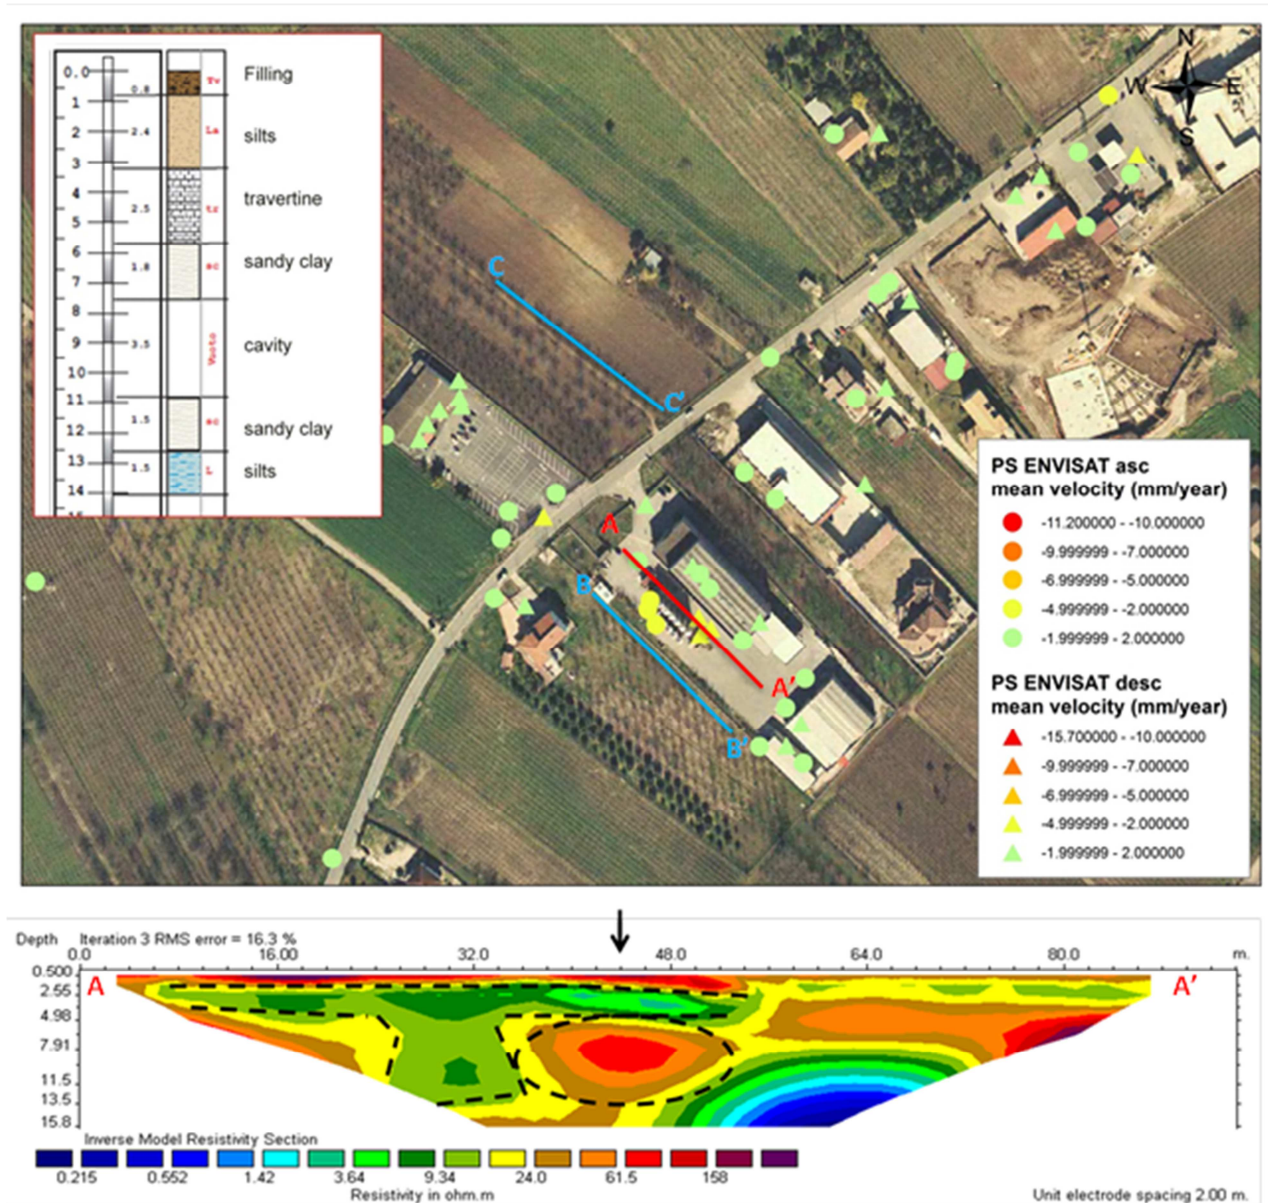 0.0
1
2
3
4
5
6
7
8
9
10
11
12
13
14
0.8
2.4
2.5
1.8
3.5
1.5
1.5
Tv
La
tr
ac
Vuoto
ac
L
Filling
silts
travertine
sandy clay
cavity
sandy clay
silts
N
W E
S
C
C'
A
B
A'
B'
PS ENVISAT asc
mean velocity (mm/year)
-11.200000 - -10.000000
-9.999999 - -7.000000
-6.999999 - -5.000000
-4.999999 - -2.000000
-1.999999 - 2.000000
PS ENVISAT desc
mean velocity (mm/year)
-15.700000 - -10.000000
-9.999999 - -7.000000
-6.999999 - -5.000000
-4.999999 - -2.000000
-1.999999 - 2.000000
Depth Iteration 3 RMS error = 16.3 %
0.0 16.00 32.0 48.0 64.0 80.0 m.
0.500
2.55
4.98
7.91
11.5
13.5
15.8
A
A'
Inverse Model Resistivity Section
0.215 0.552 1.42 3.64 9.34 24.0 61.5 158
Resistivity in ohm.m
Unit electrode spacing 2.00 m.